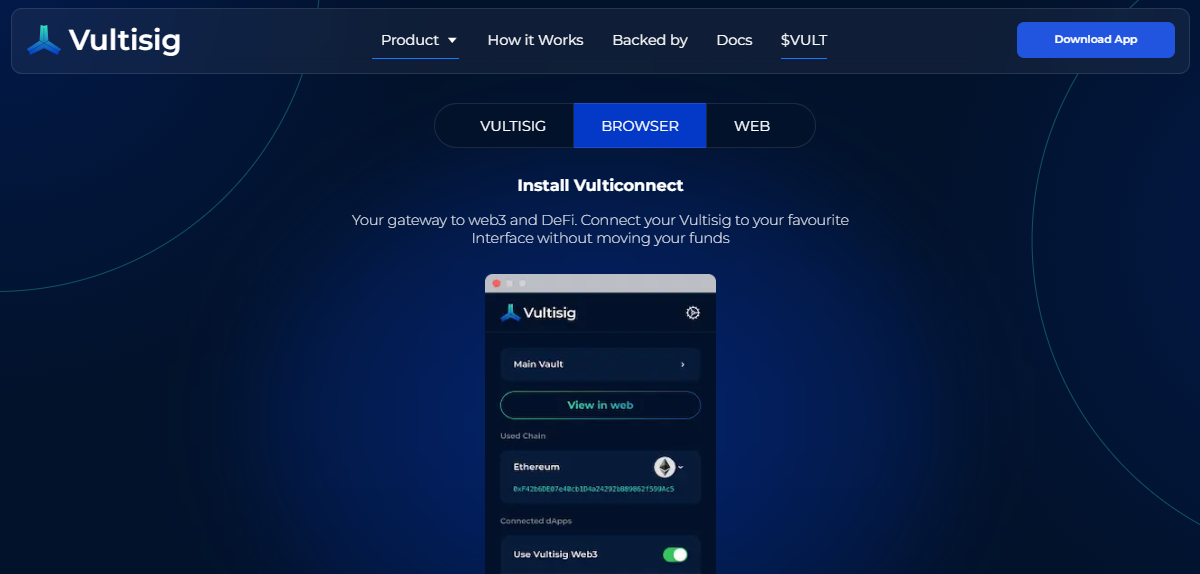 Vultisig
Product
How it Works
Backed by
Docs
$VULT
Download App
VULTISIG
BROWSER
WEB
Install Vulticonnect
Your gateway to web3 and DeFi. Connect your Vultisig to your favourite
Interface without moving your funds
Vultisig
Main Vault
View in web
Used Chain
Ethereum
Connected dApps
Use Vultisig Web3